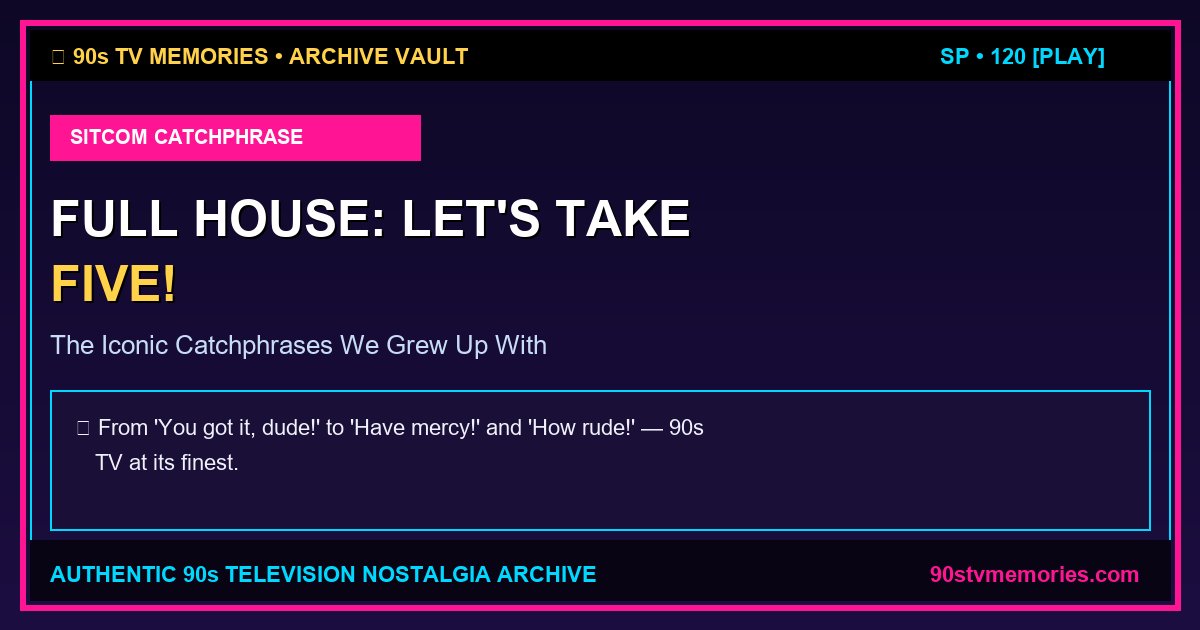 90s TV MEMORIES • ARCHIVE VAULT
SP • 120 [PLAY]
SITCOM CATCHPHRASE
FULL HOUSE: LET'S TAKE
FIVE!
The Iconic Catchphrases We Grew Up With
From 'You got it, dude!' to 'Have mercy!' and 'How rude!' — 90s
TV at its finest.
AUTHENTIC 90s TELEVISION NOSTALGIA ARCHIVE
90stvmemories.com